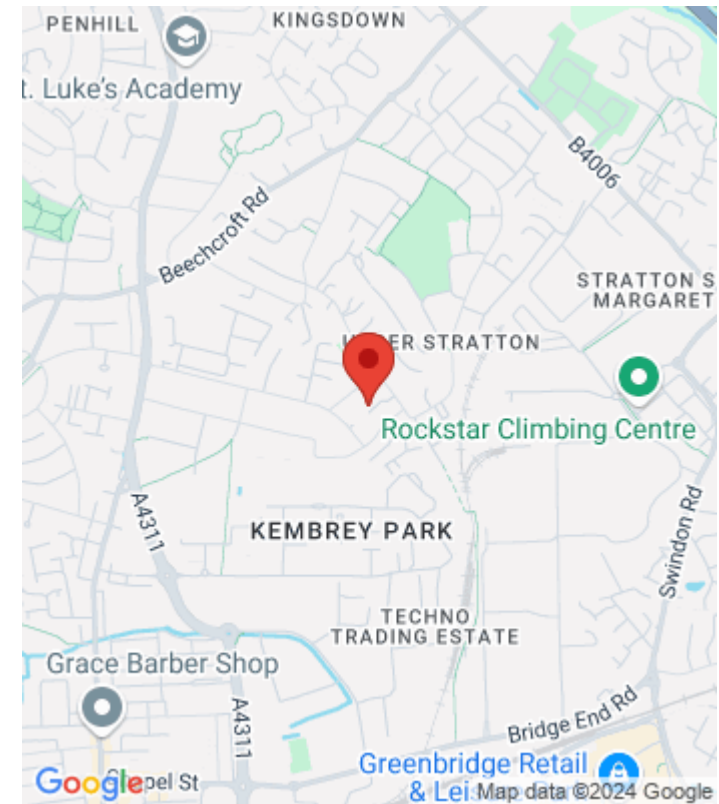 PENHILL
KINGSDOWN
t. Luke's Academy
B4006
Beechcroft Rd
STRATTON S
MARGARET
ER STRATTON
Rockstar Climbing Centre
A4311
KEMBREY PARK
Swindon Rd
TECHNO
TRADING ESTATE
Grace Barber Shop
A4311
Bridge End Rd
Greenbridge Retail
Google
pel St
& Lei
Map data ©2024 Google